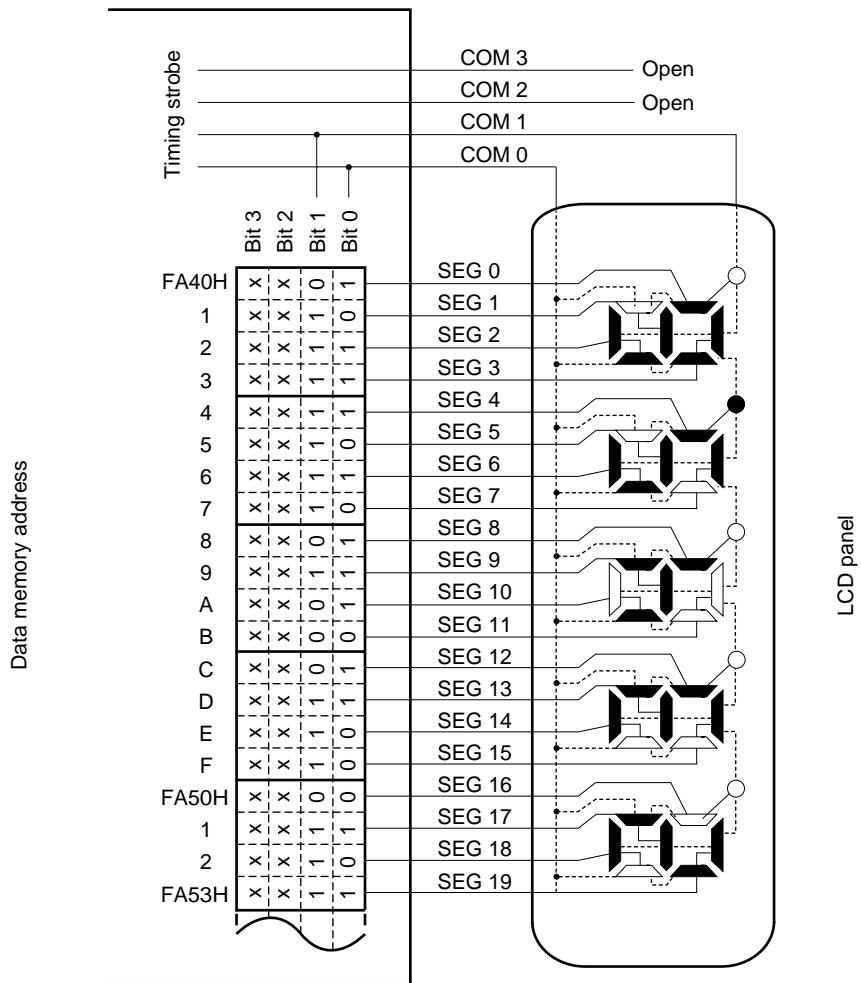 COM 3
Open
COM 2
Open
COM 1
COM 0
Timing strobe
Bit 3
Bit 2
Bit 1
Bit 0
FA40H x x 0 1 SEG 0
1 x x 1 0 SEG 1
2 x x 1 1 SEG 2
3 x x 1 1 SEG 3
4 x x 1 1 SEG 4
5 x x 1 0 SEG 5
6 x x 1 1 SEG 6
7 x x 1 0 SEG 7
8 x x 0 1 SEG 8
9 x x 1 1 SEG 9
A x x 0 1 SEG 10
B x x 0 0 SEG 11
C x x 0 1 SEG 12
D x x 1 1 SEG 13
E x x 1 0 SEG 14
F x x 1 0 SEG 15
FA50H x x 0 0 SEG 16
1 x x 1 1 SEG 17
2 x x 1 0 SEG 18
FA53H x x 1 1 SEG 19
Data memory address
LCD panel